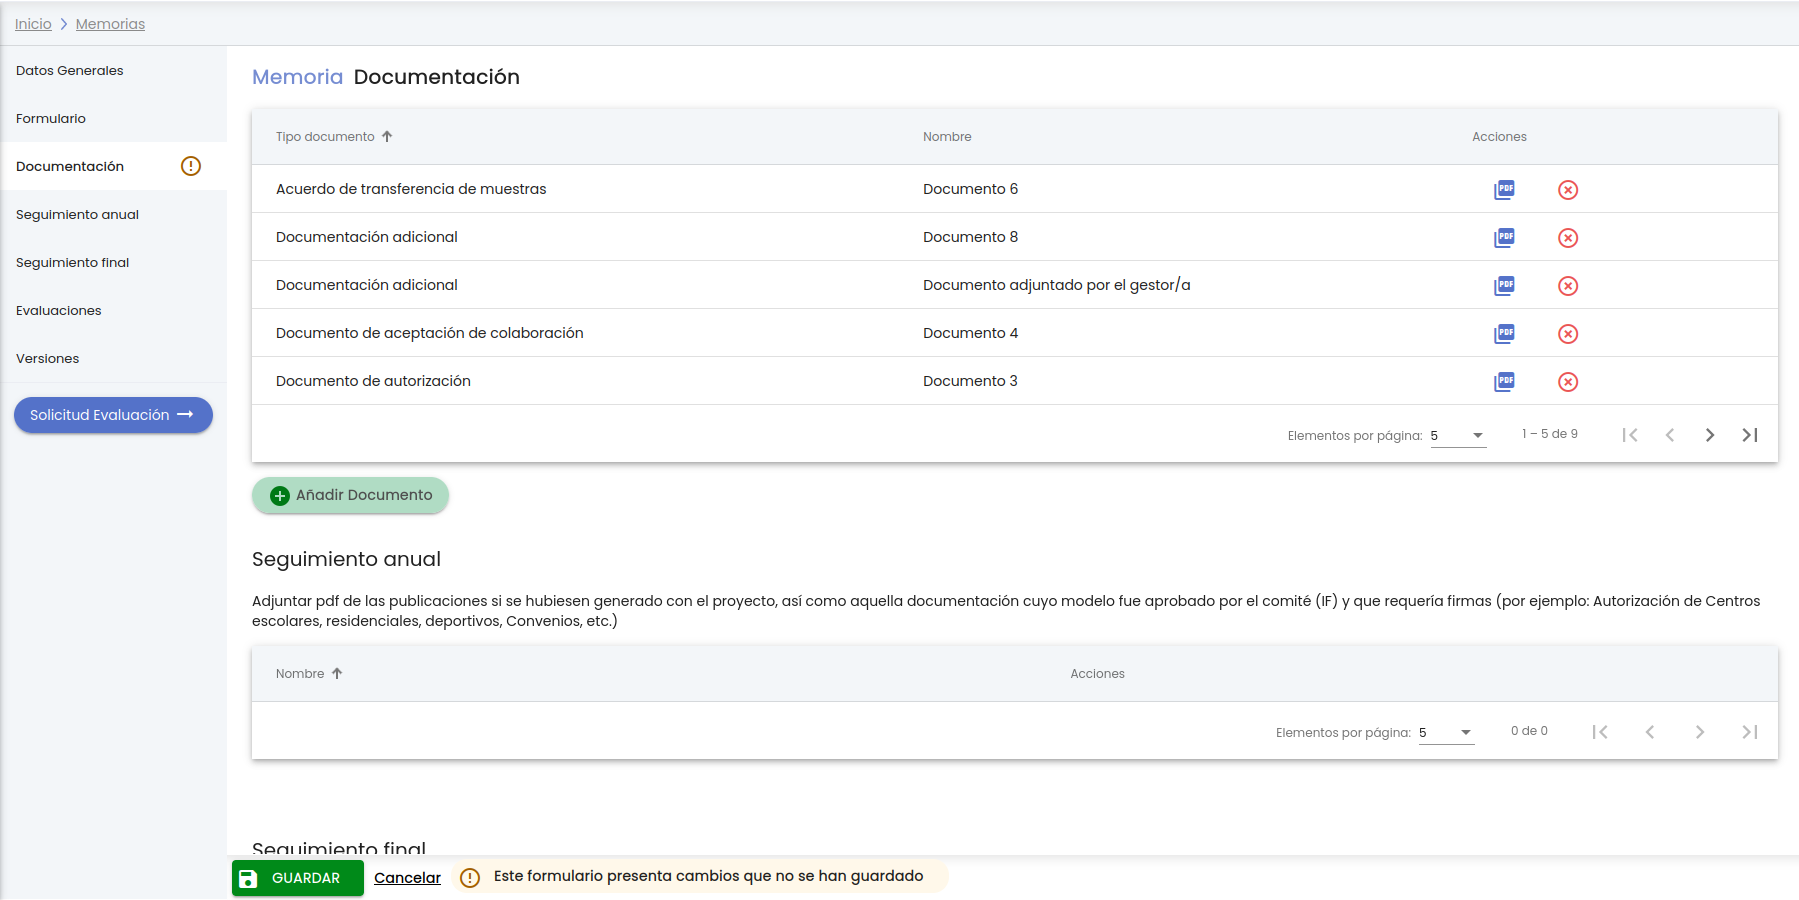 Inicio > Memorias
Datos Generales
Formulario
Documentación
Seguimiento anual
Seguimiento final
Evaluaciones
Versiones
Solicitud Evaluación
Memoria Documentación
Tipo documento Nombre Acciones
Acuerdo de transferencia de muestras Documento 6 PDF
Documentación adicional Documento 8 PDF
Documentación adicional Documento adjuntado por el gestor/a PDF
Documento de aceptación de colaboración Documento 4 PDF
Documento de autorización Documento 3 PDF
Elementos por página: 5 1 – 5 de 9
Añadir Documento
Seguimiento anual
Adjuntar pdf de las publicaciones si se hubiesen generado con el proyecto, así como aquella documentación cuyo modelo fue aprobado por el comité (IF) y que requería firmas (por ejemplo: Autorización de Centros
escolares, residenciales, deportivos, Convenios, etc.)
Nombre Acciones
Elementos por página: 5 0 de 0
Seguimiento final
GUARDAR Cancelar Este formulario presenta cambios que no se han guardado